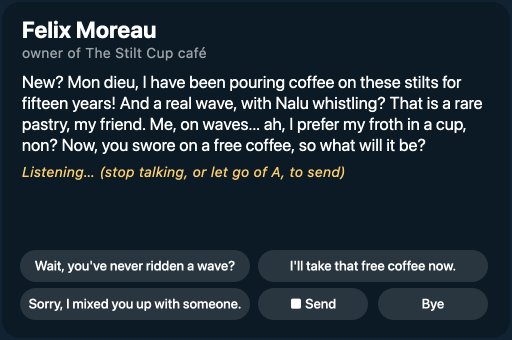 Felix Moreau
owner of The Stilt Cup café
New? Mon dieu, I have been pouring coffee on these stilts for
fifteen years! And a real wave, with Nalu whistling? That is a rare
pastry, my friend. Me, on waves... ah, I prefer my froth in a cup,
non? Now, you swore on a free coffee, so what will it be?
Listening... (stop talking, or let go of A, to send)
Wait, you've never ridden a wave?
I'll take that free coffee now.
Sorry, I mixed you up with someone.
Send
Bye